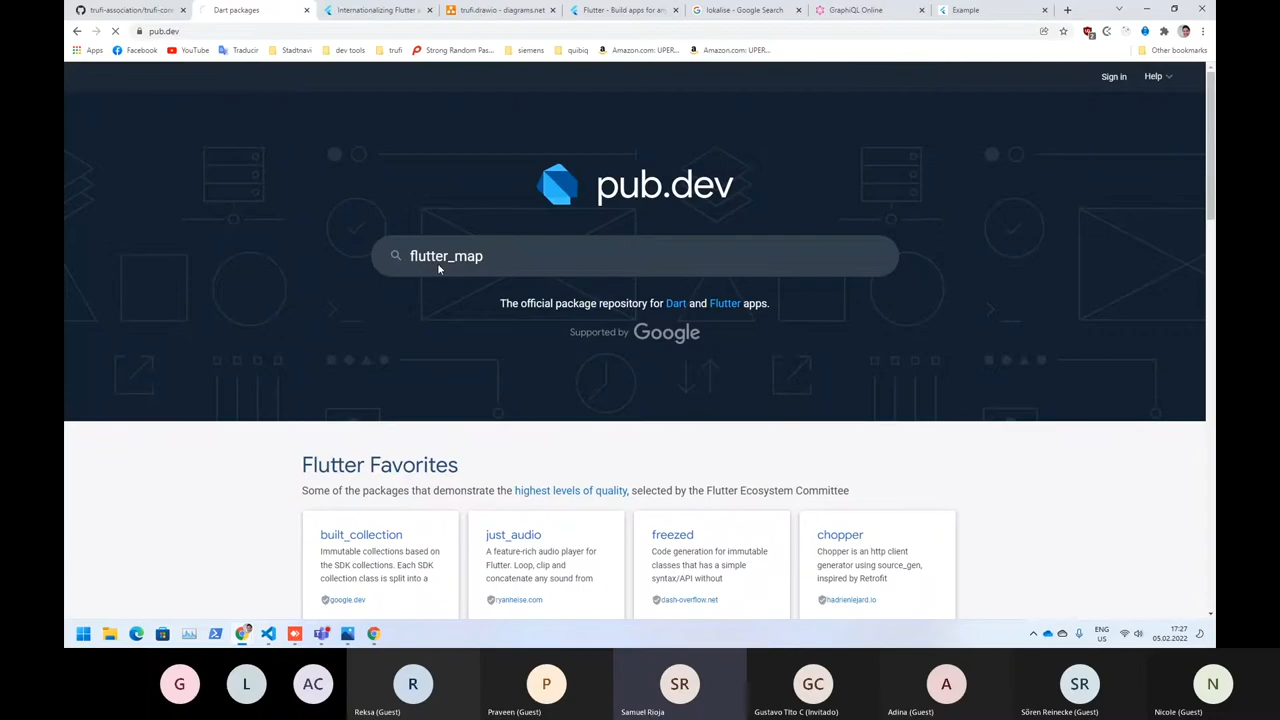 trufi-association/trufi-core
Dart packages
Internationalizing Flutter a
trufi.drawio - diagrams.net
Flutter - Build apps for any
lokalise - Google Search
GraphiQL Online
Example
pub.dev
Apps
Facebook
YouTube
Traducir
Stadtnavi
dev tools
trufi
Strong Random Pas...
siemens
quibiq
Amazon.com: UPER...
Amazon.com: UPER...
Other bookmarks
Sign in
Help
pub.dev
flutter_map
The official package repository for Dart and Flutter apps.
Supported by Google
Flutter Favorites
Some of the packages that demonstrate the highest levels of quality, selected by the Flutter Ecosystem Committee
built_collection
Immutable collections based on
the SDK collections. Each SDK
collection class is split into a
google.dev
just_audio
A feature-rich audio player for
Flutter. Loop, clip and
concatenate any sound from
ryanheise.com
freezed
Code generation for immutable
classes that has a simple
syntax/API without
dash-overflow.net
chopper
Chopper is an http client
generator using source_gen,
inspired by Retrofit
hadrienlejard.io
ENG
US
17:27
05.02.2022
G
L
AC
R
Reksa (Guest)
P
Praveen (Guest)
SR
Samuel Rioja
GC
Gustavo TIto C (Invitado)
A
Adina (Guest)
SR
Sören Reinecke (Guest)
N
Nicole (Guest)